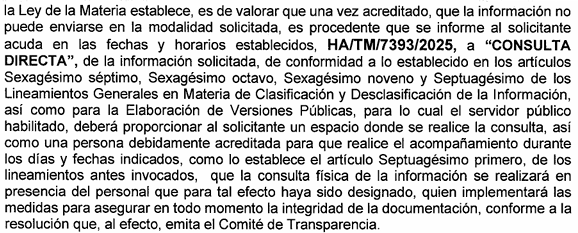 la Ley de la Materia establece, es de valorar que una vez acreditado, que la información no
puede enviarse en la modalidad solicitada, es procedente que se informe al solicitante
acuda en las fechas y horarios establecidos, HA/TM/7393/2025, a “CONSULTA
DIRECTA”, de la información solicitada, de conformidad a lo establecido en los artículos
Sexagésimo séptimo, Sexagésimo octavo, Sexagésimo noveno y Septuagésimo de los
Lineamientos Generales en Materia de Clasificación y Desclasificación de la Información,
así como para la Elaboración de Versiones Públicas, para lo cual el servidor público
habilitado, deberá proporcionar al solicitante un espacio donde se realice la consulta, así
como una persona debidamente acreditada para que realice el acompañamiento durante
los días y fechas indicados, como lo establece el artículo Septuagésimo primero, de los
lineamientos antes invocados, que la consulta física de la información se realizará en
presencia del personal que para tal efecto haya sido designado, quien implementará las
medidas para asegurar en todo momento la integridad de la documentación, conforme a la
resolución que, al efecto, emita el Comité de Transparencia.